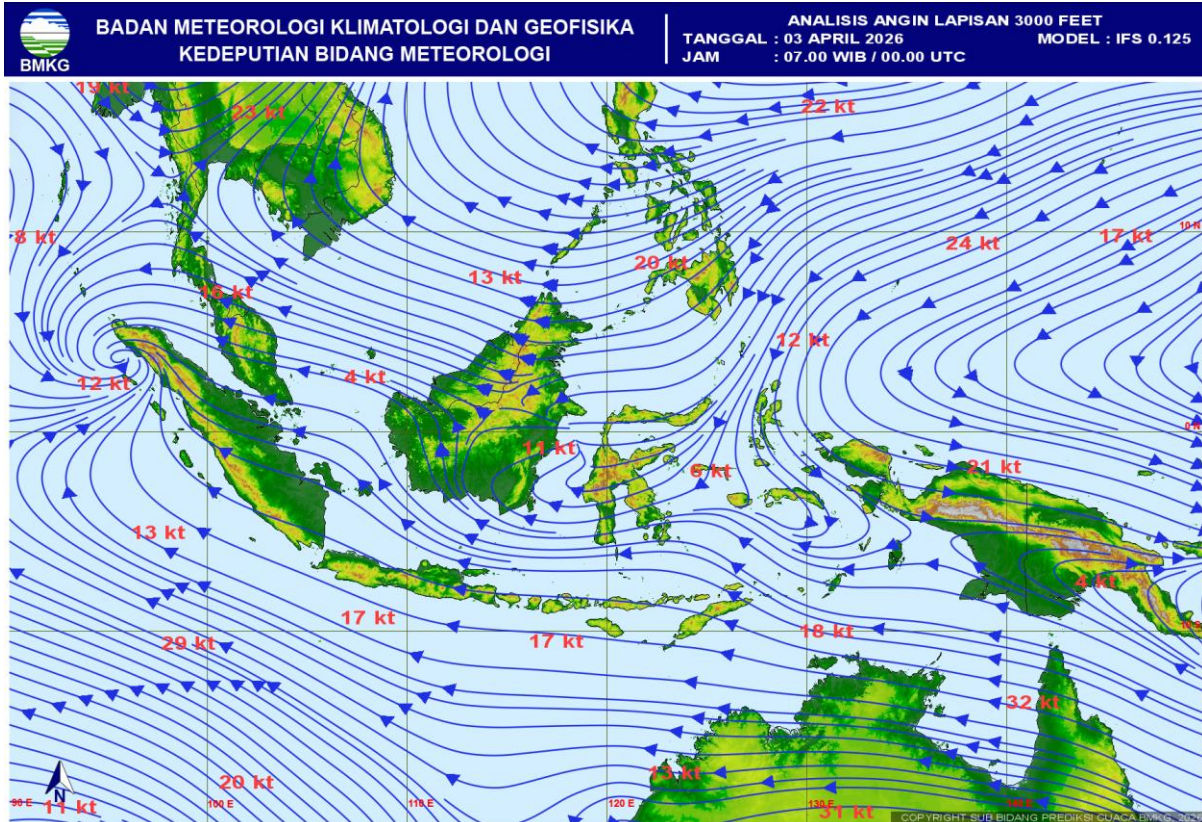 BMKG
BADAN METEOROLOGI KLIMATOLOGI DAN GEOFISIKA
KEDEPUTIAN BIDANG METEOROLOGI
ANALISIS ANGIN LAPISAN 3000 FEET
TANGGAL : 03 APRIL 2026 MODEL : IFS 0.125
JAM : 07.00 WIB / 00.00 UTC
19 kt
23 kt
22 kt
10 N
8 kt
24 kt
17 kt
20 kt
13 kt
16 kt
12 kt
4 kt
12 kt
0 N
11 kt
6 kt
21 kt
13 kt
4 kt
17 kt
17 kt
18 kt
29 kt
32 kt
13 kt
20 kt
N
90 E
100 E
110 E
120 E
130 E
11 kt
31 kt
COPYRIGHT SUB BIDANG PREDIKSI CUACA BMKG,